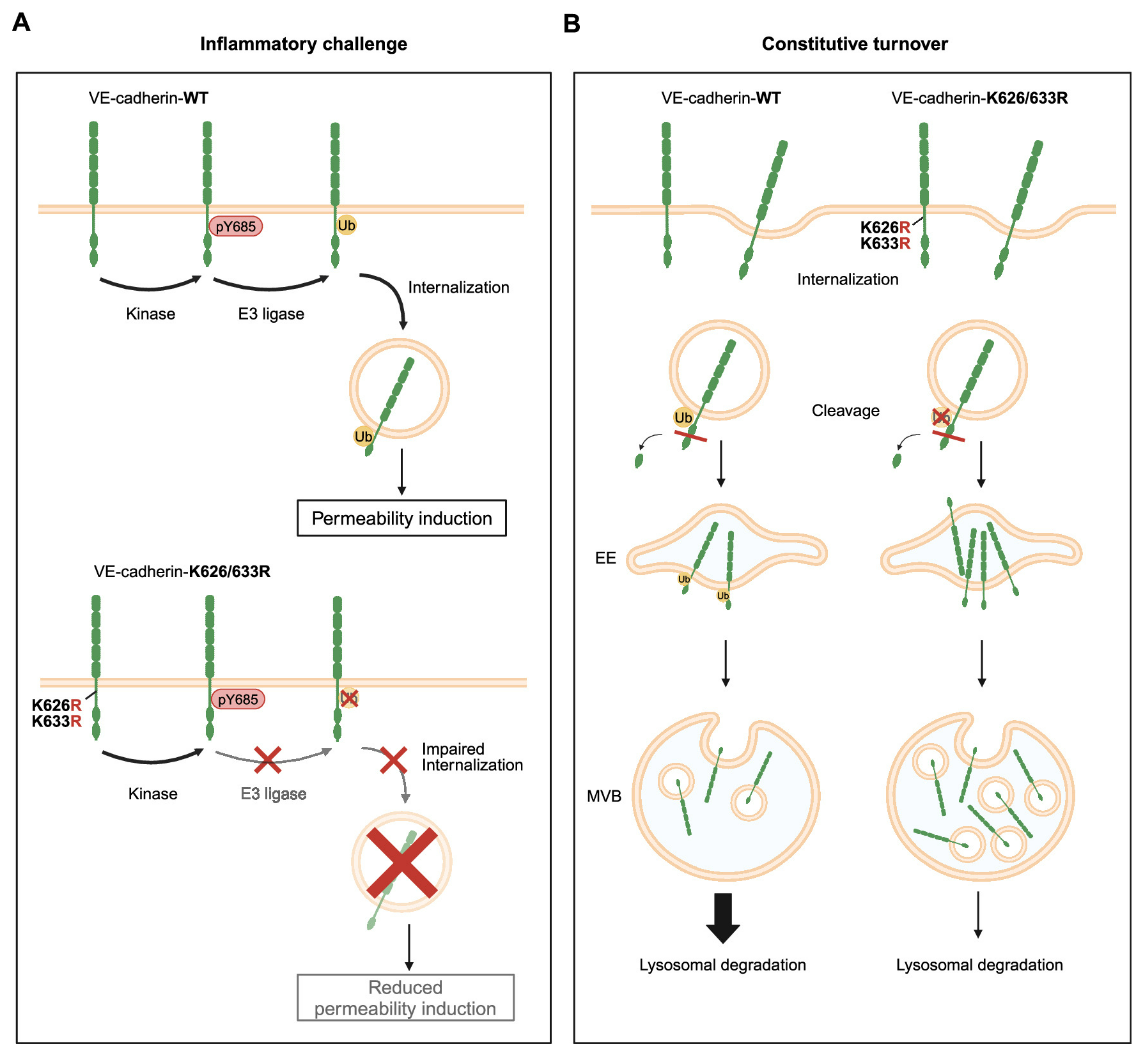 A
Inflammatory challenge
VE-cadherin-WT
pY685
Ub
Kinase
E3 ligase
Internalization
Ub
Permeability induction
VE-cadherin-K626/633R
K626R
K633R
pY685
Ub
Kinase
E3 ligase
Impaired
Internalization
Reduced
permeability induction
B
Constitutive turnover
VE-cadherin-WT
VE-cadherin-K626/633R
K626R
K633R
Internalization
Ub
Cleavage
Ub
EE
Ub
Ub
MVB
Lysosomal degradation
Lysosomal degradation